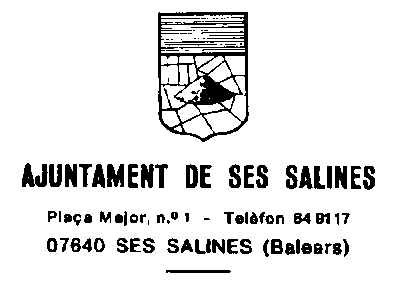 AJUNTAMENT DE SES SALINES
Plaça Major, n.º 1 - Telèfon 64 9117
07640 SES SALINES (Balears)